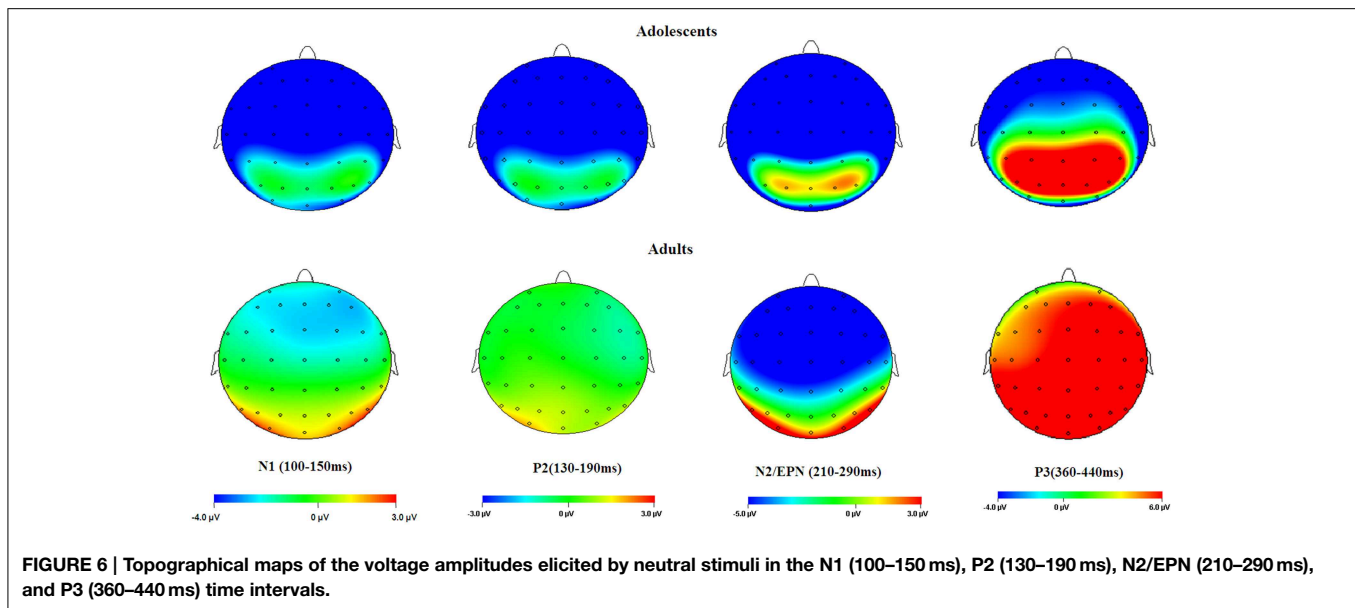 Adolescents
Adults
N1 (100-150ms)
P2(130-190ms)
N2/EPN (210-290ms)
P3(360-440ms)
-4.0 µV 0 µV 3.0 µV
-3.0 µV 0 µV 3.0 µV
-5.0 µV 0 µV 3.0 µV
-4.0 µV 0 µV 6.0 µV
FIGURE 6 | Topographical maps of the voltage amplitudes elicited by neutral stimuli in the N1 (100–150 ms), P2 (130–190 ms), N2/EPN (210–290 ms),
and P3 (360–440 ms) time intervals.